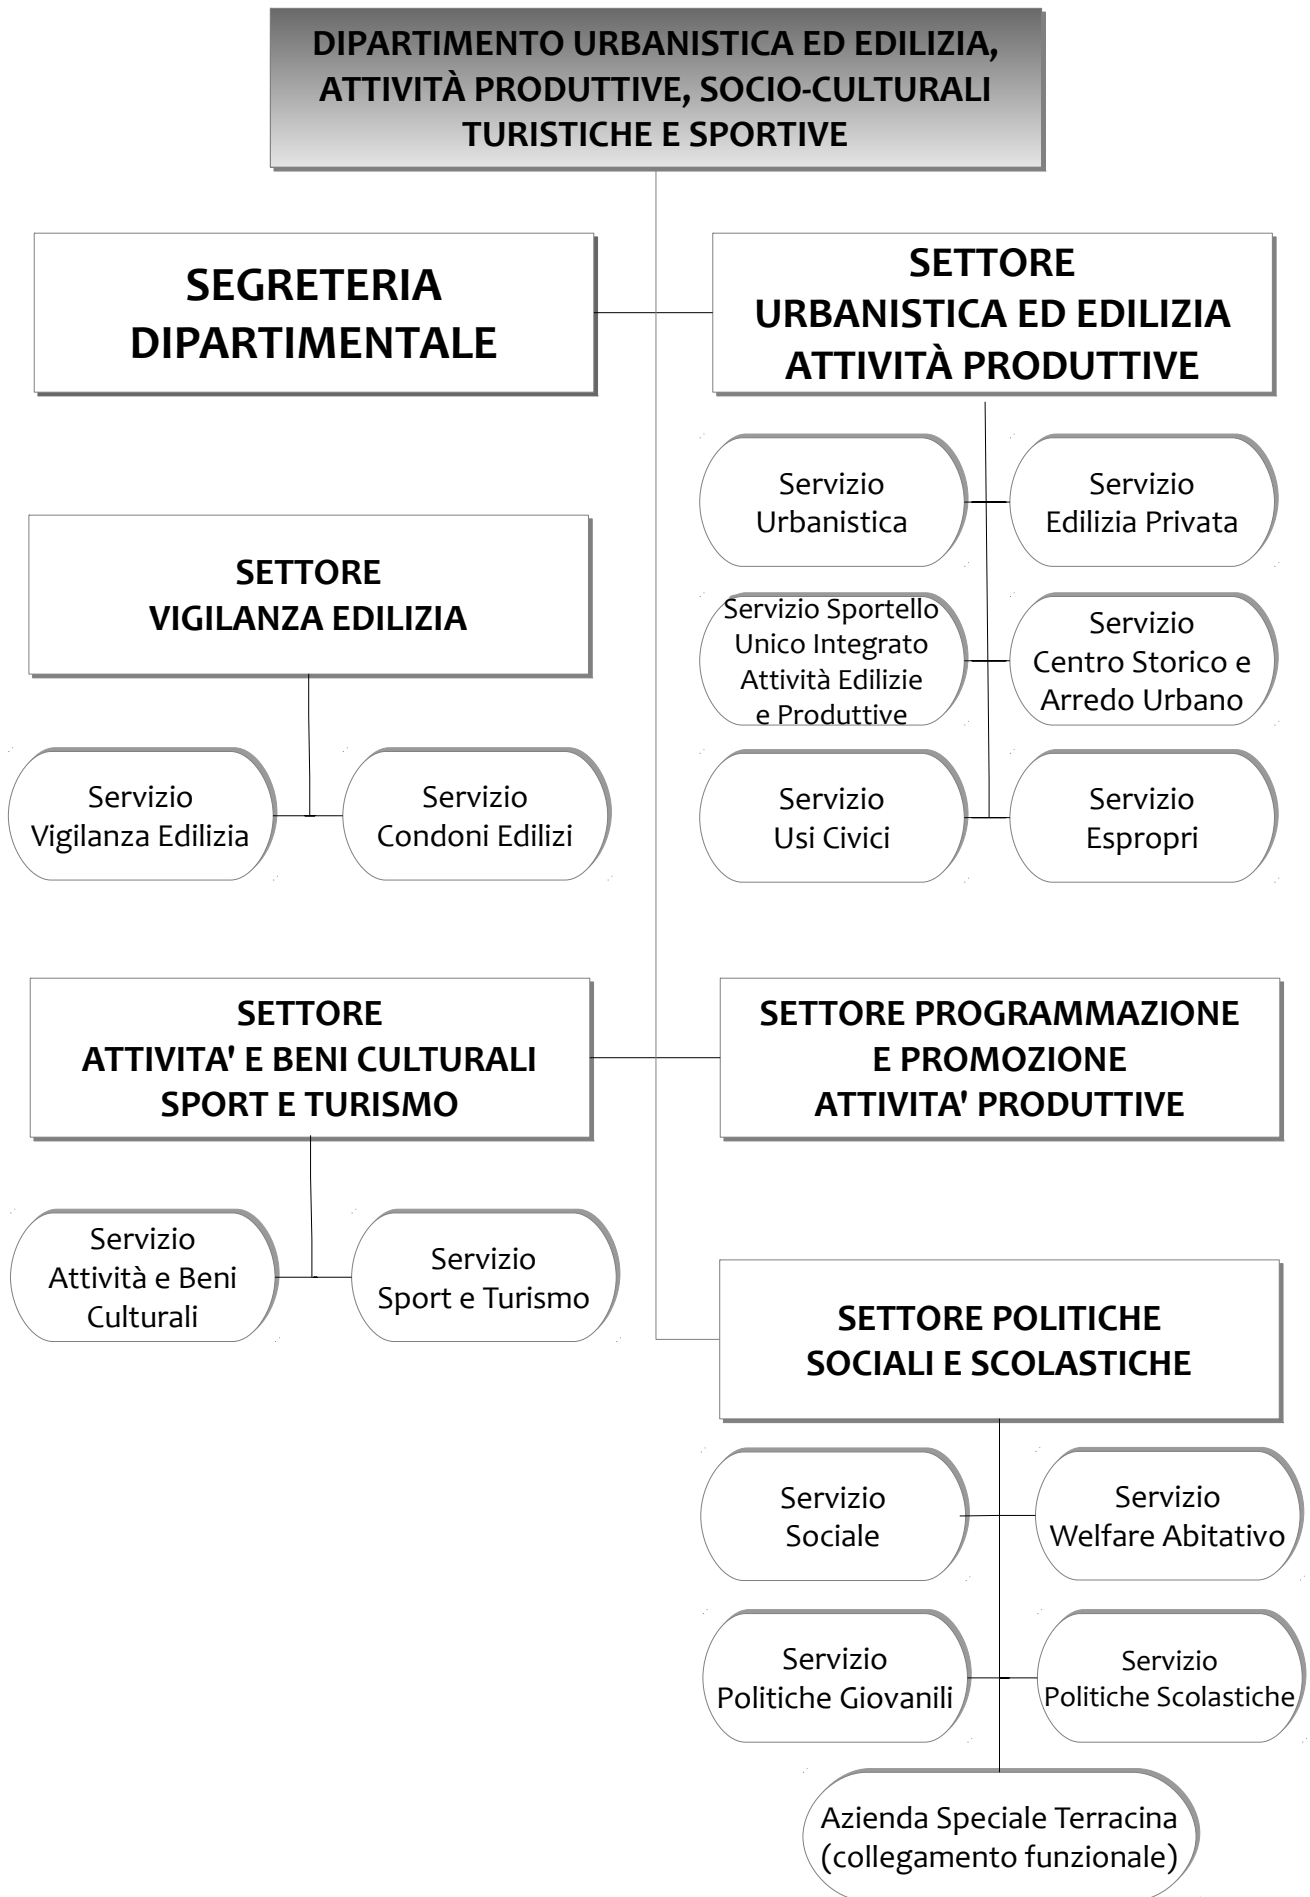 DIPARTIMENTO URBANISTICA ED EDILIZIA,
ATTIVITÀ PRODUTTIVE, SOCIO-CULTURALI
TURISTICHE E SPORTIVE
SEGRETERIA
DIPARTIMENTALE
SETTORE
URBANISTICA ED EDILIZIA
ATTIVITÀ PRODUTTIVE
Servizio
Urbanistica
Servizio
Edilizia Privata
SETTORE
VIGILANZA EDILIZIA
Servizio Sportello
Unico Integrato
Attività Edilizie
e Produttive
Servizio
Centro Storico e
Arredo Urbano
Servizio
Vigilanza Edilizia
Servizio
Condoni Edilizi
Servizio
Usi Civici
Servizio
Espropri
SETTORE
ATTIVITA' E BENI CULTURALI
SPORT E TURISMO
SETTORE PROGRAMMAZIONE
E PROMOZIONE
ATTIVITA' PRODUTTIVE
Servizio
Attività e Beni
Culturali
Servizio
Sport e Turismo
SETTORE POLITICHE
SOCIALI E SCOLASTICHE
Servizio
Sociale
Servizio
Welfare Abitativo
Servizio
Politiche Giovanili
Servizio
Politiche Scolastiche
Azienda Speciale Terracina
(collegamento funzionale)